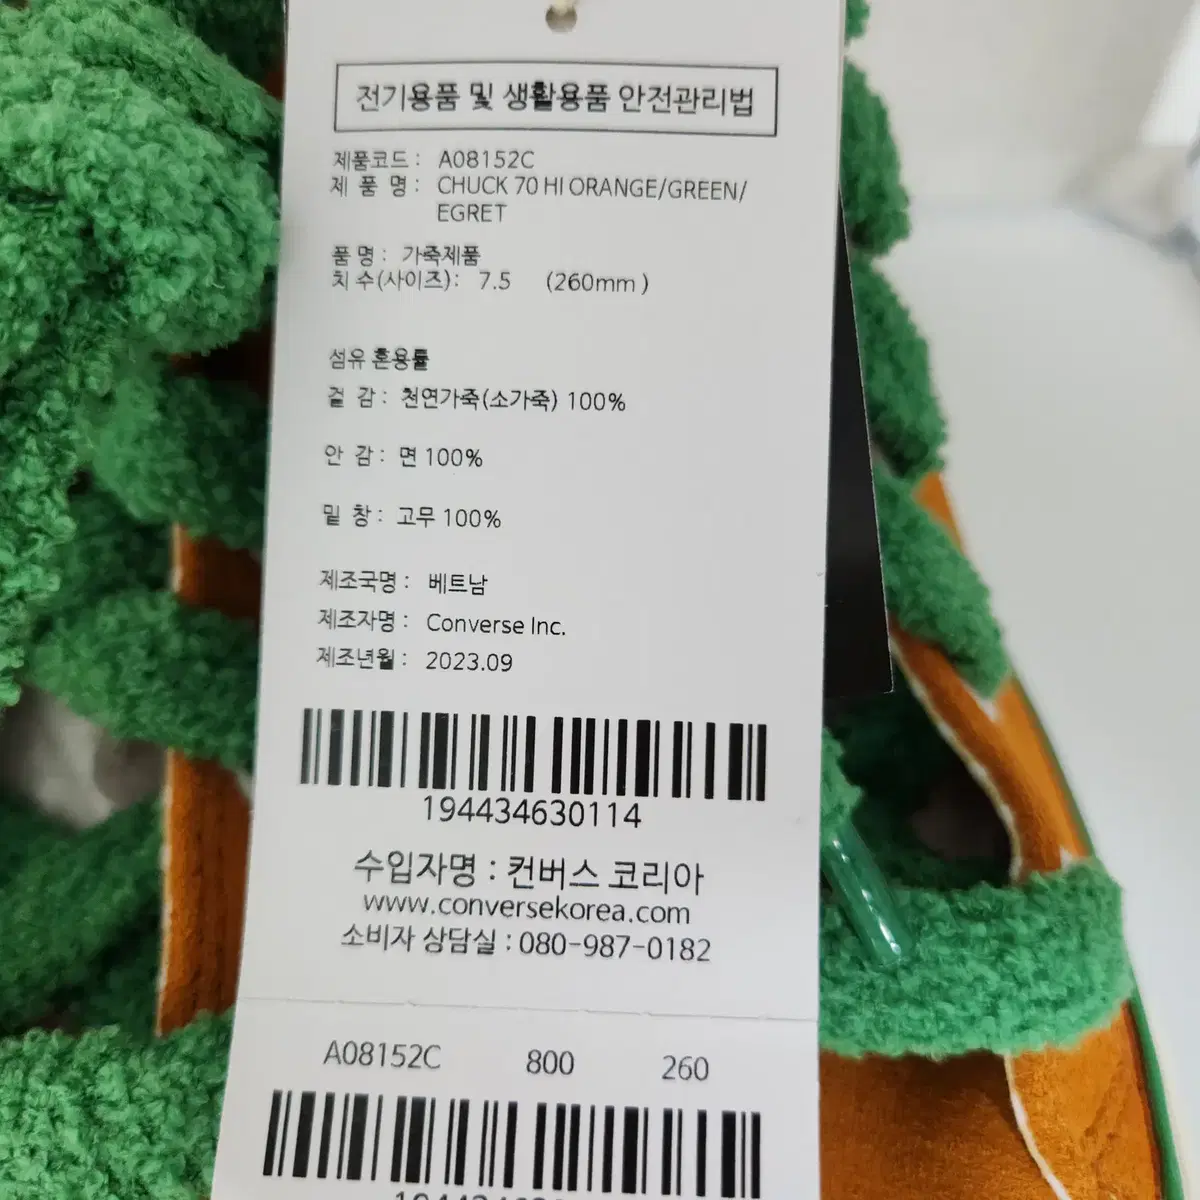 전기용품 및 생활용품 안전관리법
제품코드 : A08152C
제 품 명 : CHUCK 70 HI ORANGE/GREEN/
EGRET
품 명 : 가죽제품
치 수(사이즈) : 7.5 (260mm )
섬유 혼용률
겉 감 : 천연가죽(소가죽) 100%
안 감 : 면 100%
밑 창 : 고무 100%
제조국명 : 베트남
제조자명 : Converse Inc.
제조년월 : 2023.09
194434630114
수입자명 : 컨버스 코리아
www.conversekorea.com
소비자 상담실 : 080-987-0182
A08152C 800 260